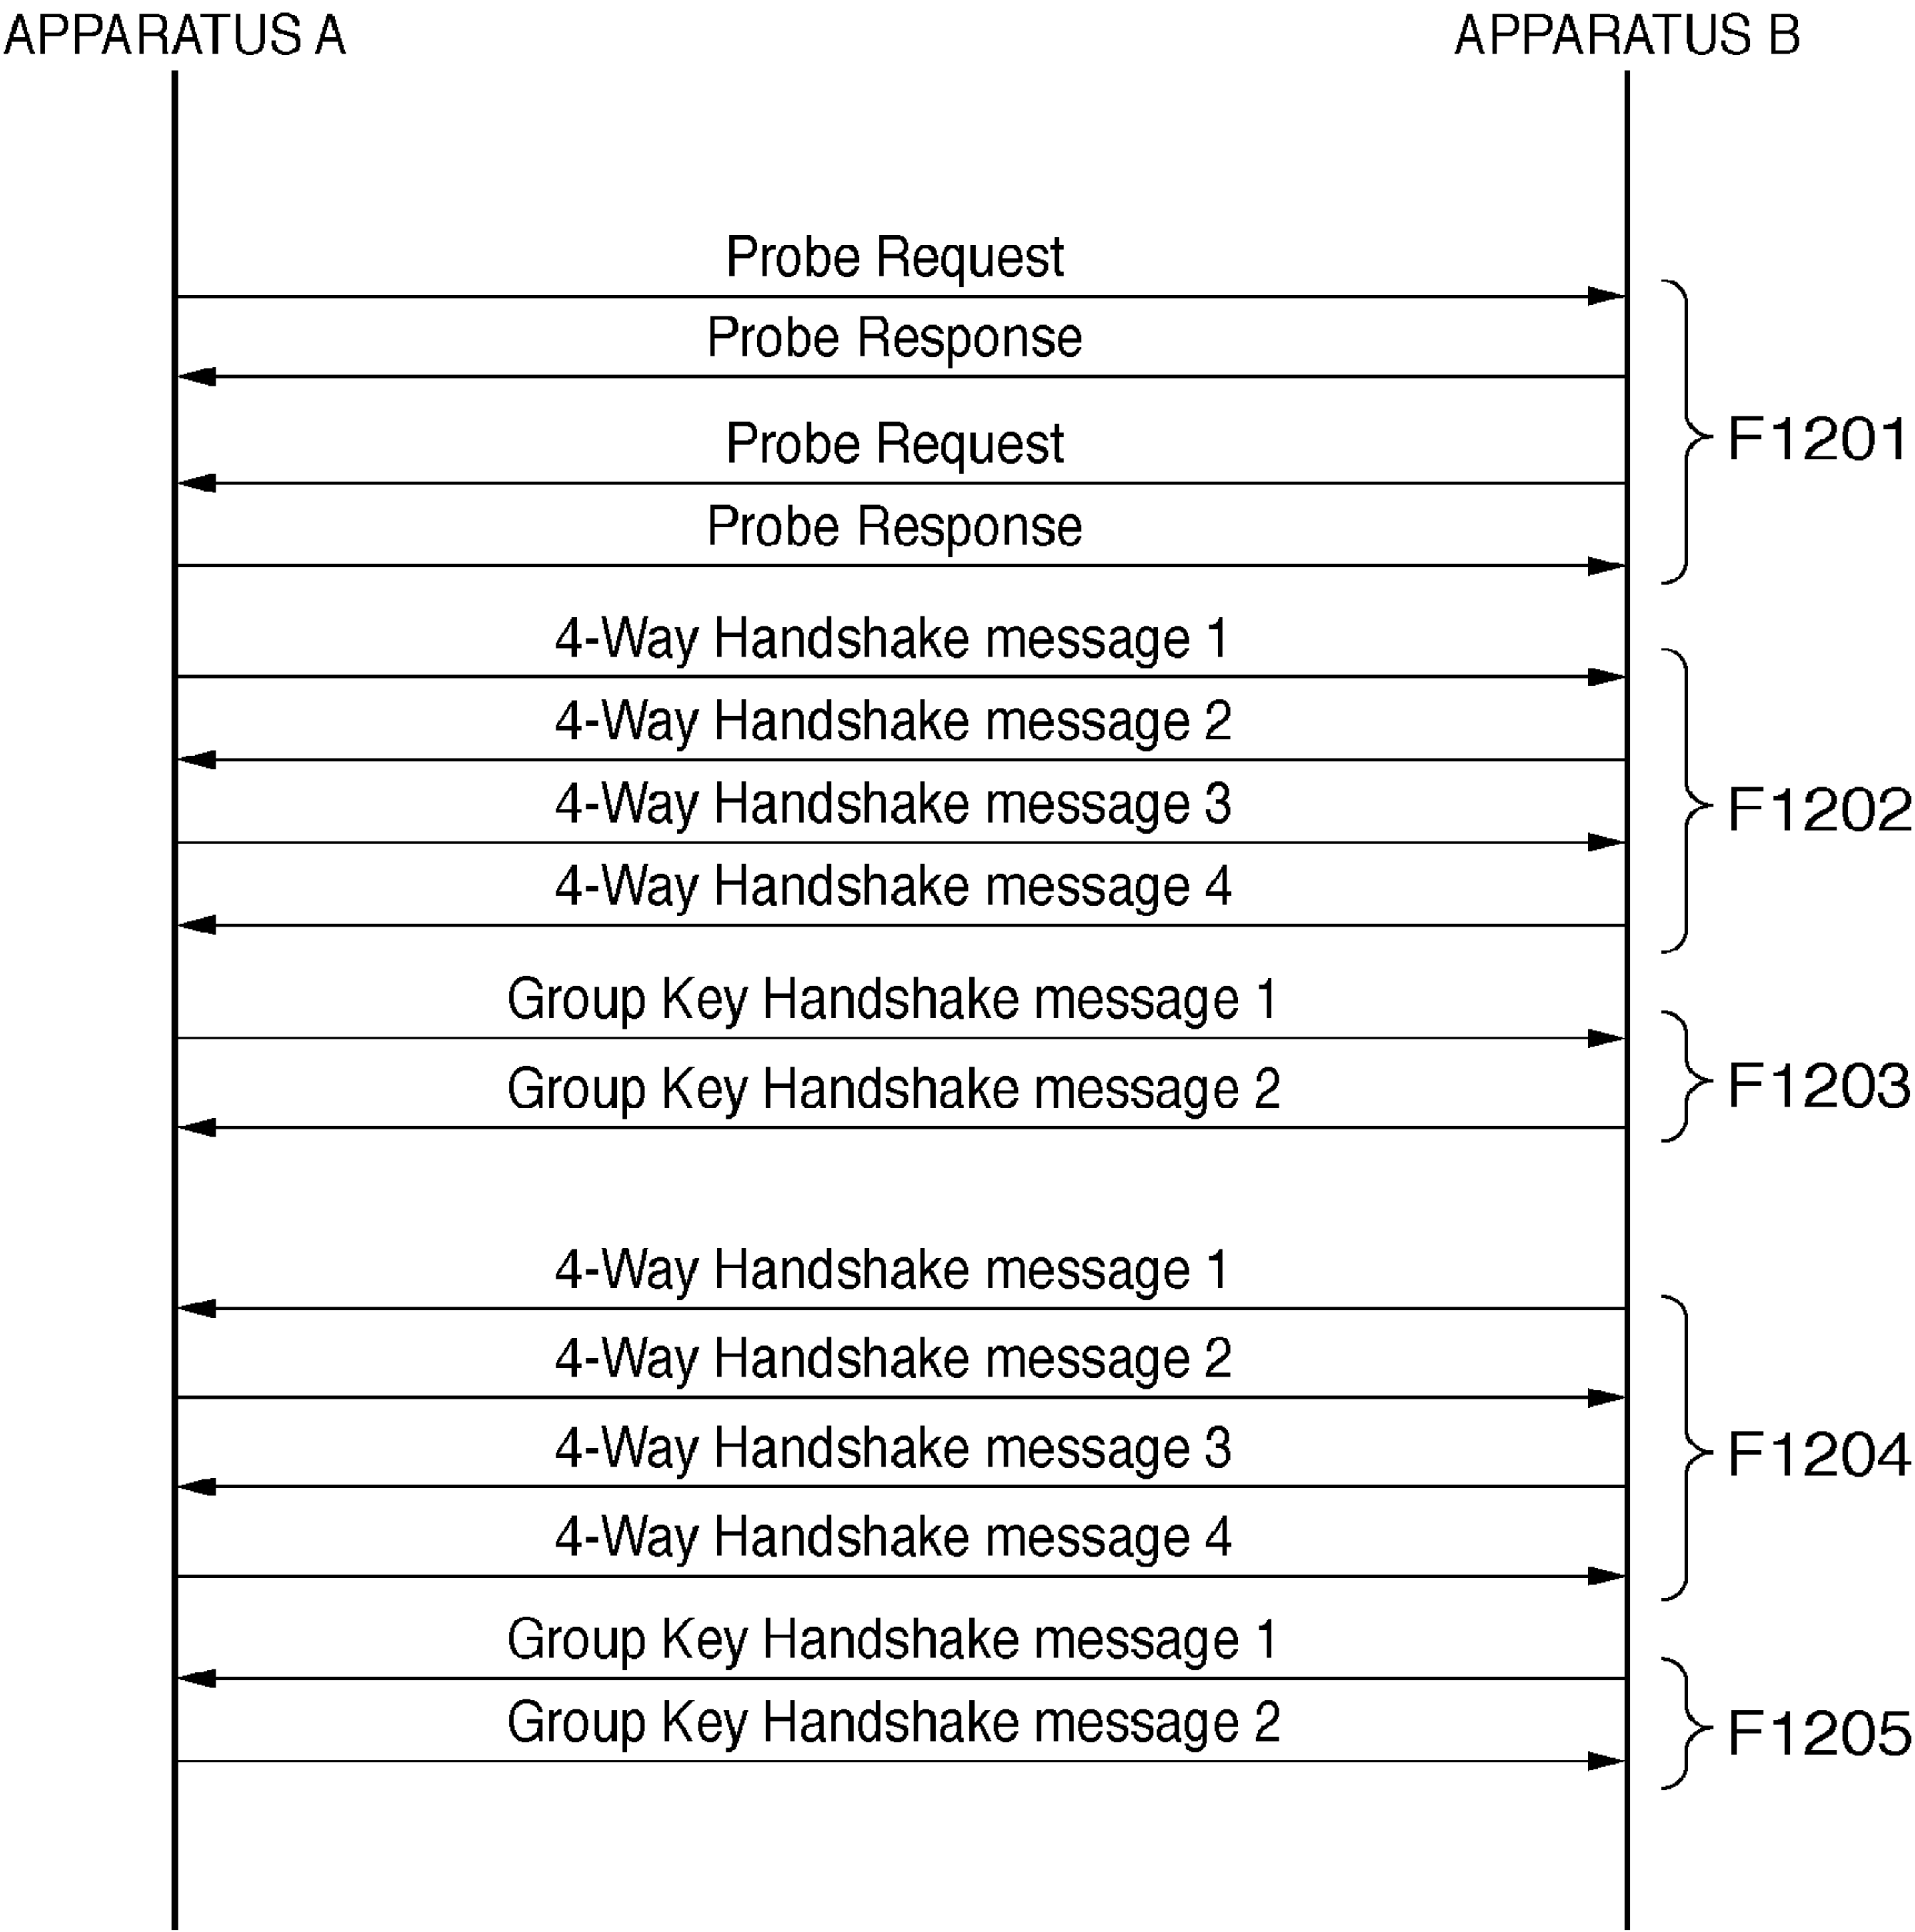 APPARATUS A
APPARATUS B
Probe Request
Probe Response
Probe Request
Probe Response
F1201
4-Way Handshake message 1
4-Way Handshake message 2
4-Way Handshake message 3
4-Way Handshake message 4
F1202
Group Key Handshake message 1
Group Key Handshake message 2
F1203
4-Way Handshake message 1
4-Way Handshake message 2
4-Way Handshake message 3
4-Way Handshake message 4
F1204
Group Key Handshake message 1
Group Key Handshake message 2
F1205